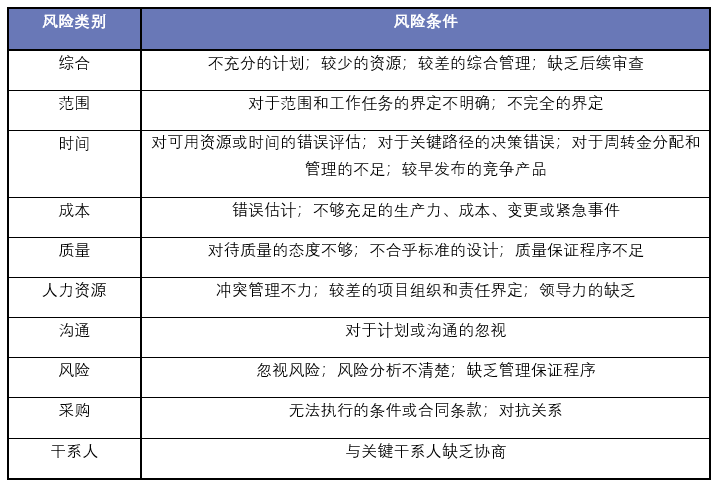 风险类别 风险条件
综合 不充分的计划；较少的资源；较差的综合管理；缺乏后续审查
范围 对于范围和工作任务的界定不明确；不完全的界定
时间 对可用资源或时间的错误评估；对于关键路径的决策错误；对于周转金分配和
管理的不足；较早发布的竞争产品
成本 错误估计；不够充足的生产力、成本、变更或紧急事件
质量 对待质量的态度不够；不合乎标准的设计；质量保证程序不足
人力资源 冲突管理不力；较差的项目组织和责任界定；领导力的缺乏
沟通 对于计划或沟通的忽视
风险 忽视风险；风险分析不清楚；缺乏管理保证程序
采购 无法执行的条件或合同条款；对抗关系
干系人 与关键干系人缺乏协商